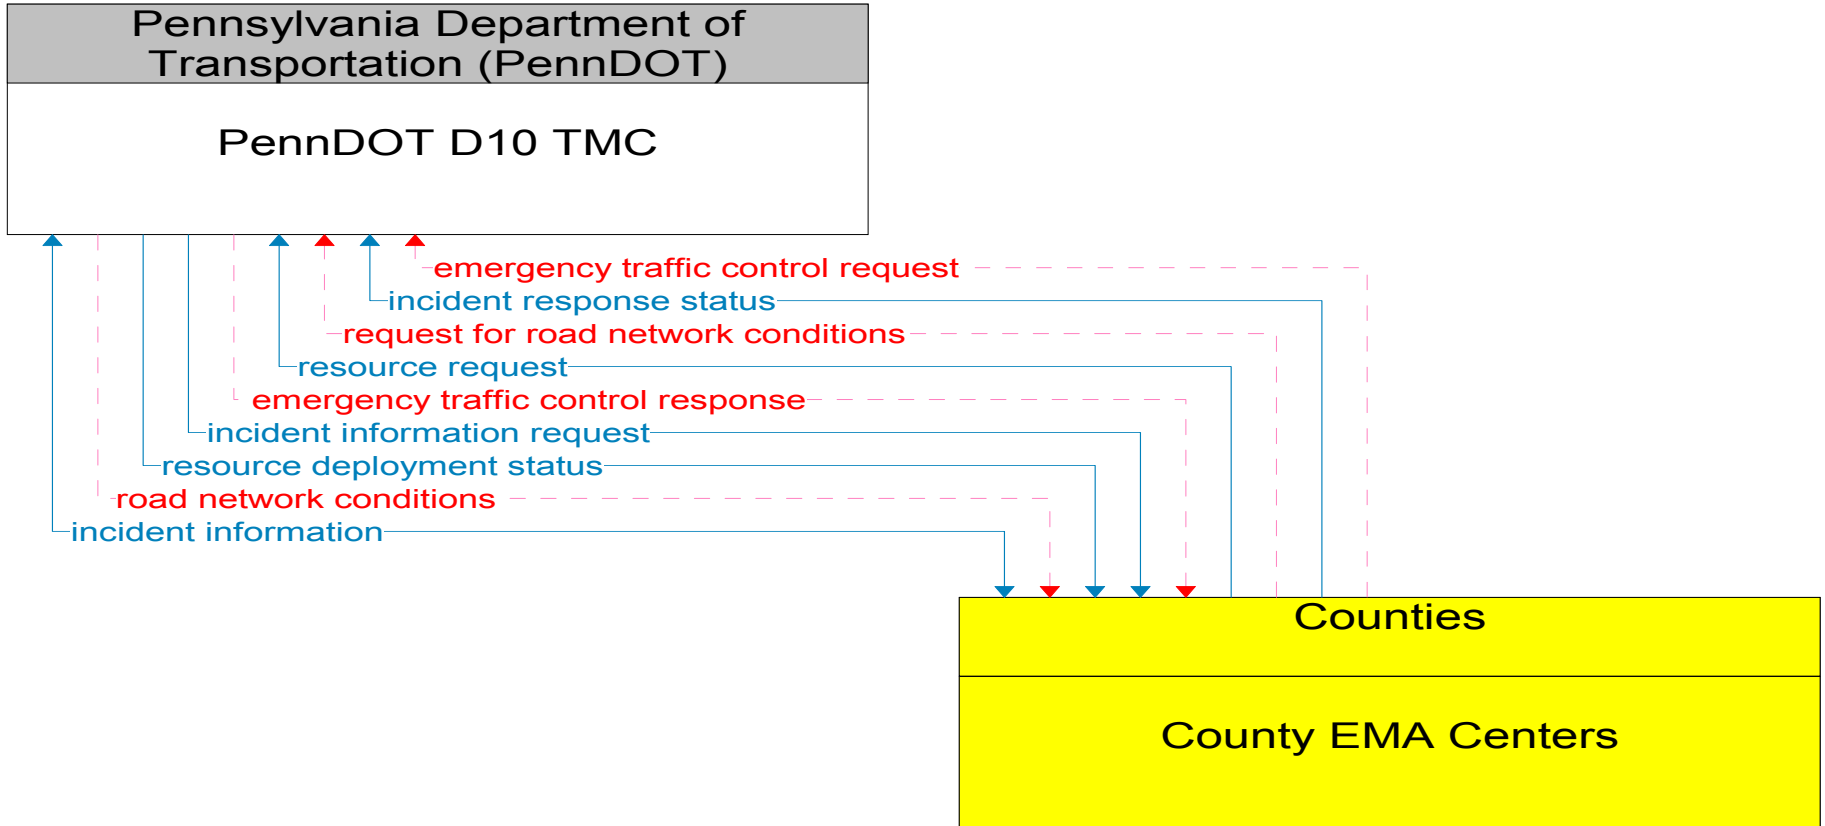 Pennsylvania Department of
Transportation (PennDOT)
PennDOT D10 TMC
emergency traffic control request
incident response status
request for road network conditions
resource request
emergency traffic control response
incident information request
resource deployment status
road network conditions
incident information
Counties
County EMA Centers